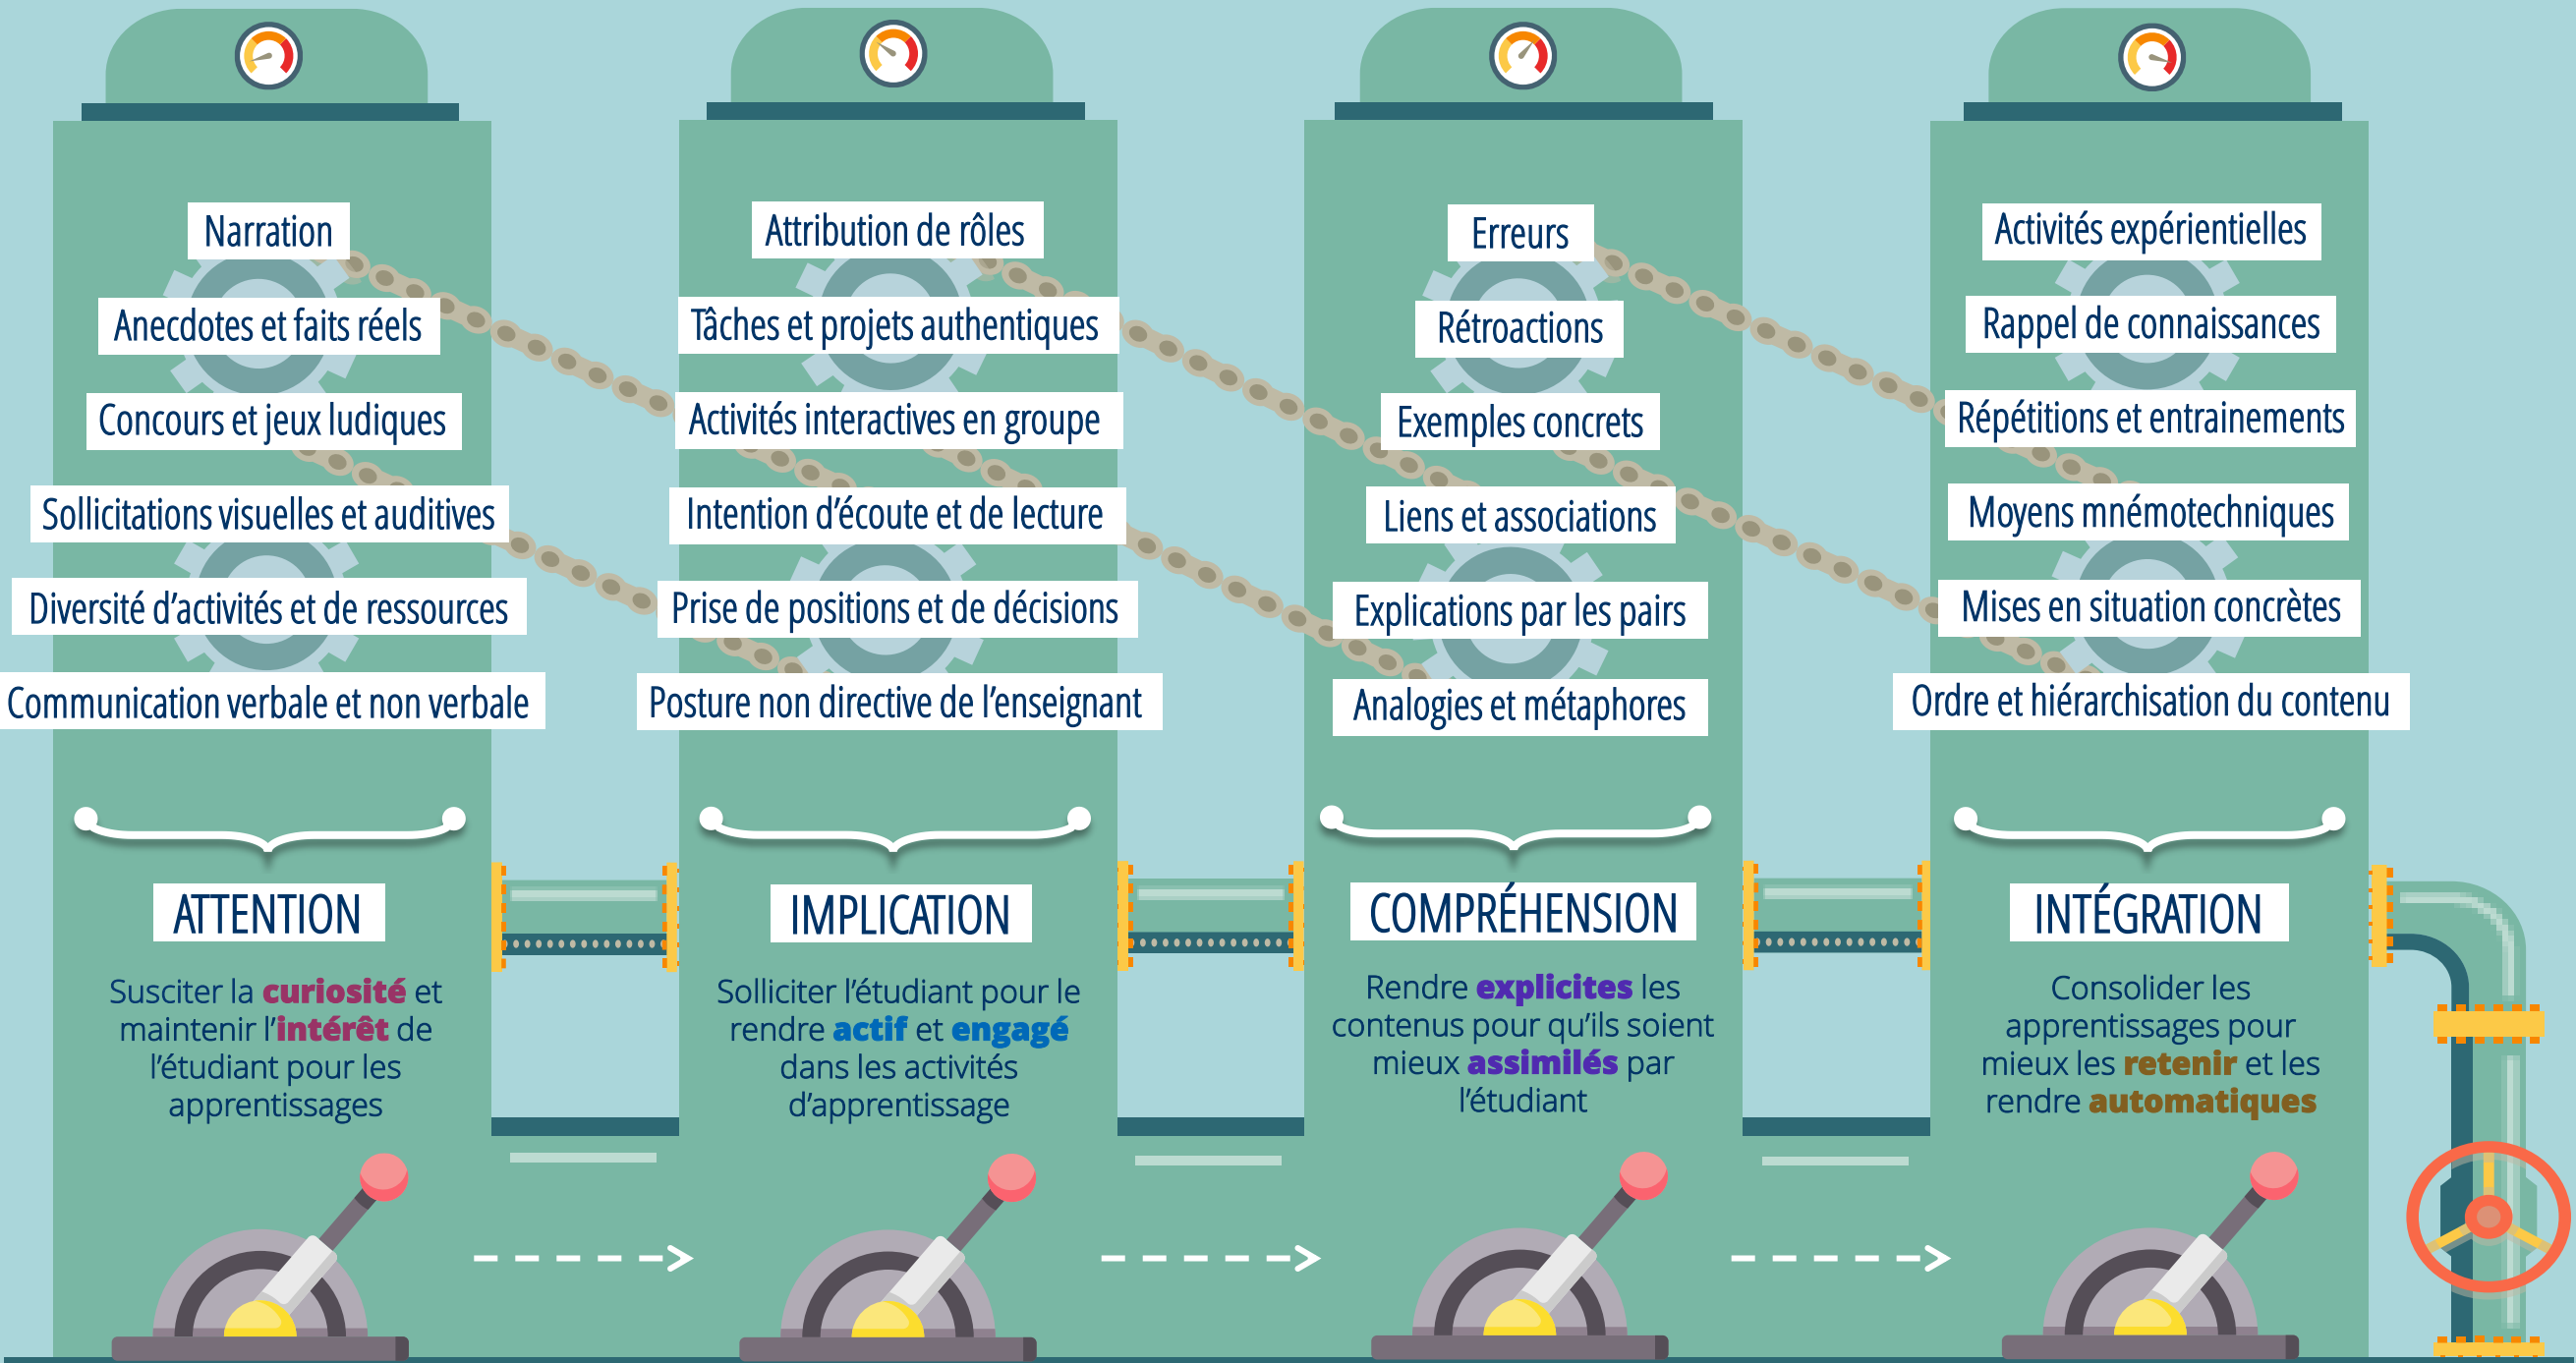 Narration
Anecdotes et faits réels
Concours et jeux ludiques
Sollicitations visuelles et auditives
Diversité d’activités et de ressources
Communication verbale et non verbale
ATTENTION
Susciter la curiosité et
maintenir l’intérêt de
l’étudiant pour les
apprentissages
Attribution de rôles
Tâches et projets authentiques
Activités interactives en groupe
Intention d’écoute et de lecture
Prise de positions et de décisions
Posture non directive de l’enseignant
IMPLICATION
Solliciter l’étudiant pour le
rendre actif et engagé
dans les activités
d’apprentissage
Erreurs
Rétroactions
Exemples concrets
Liens et associations
Explications par les pairs
Analogies et métaphores
COMPRÉHENSION
Rendre explicites les
contenus pour qu’ils soient
mieux assimilés par
l’étudiant
Activités expérientielles
Rappel de connaissances
Répétitions et entrainements
Moyens mnémotechniques
Mises en situation concrètes
Ordre et hiérarchisation du contenu
INTÉGRATION
Consolider les
apprentissages pour
mieux les retenir et les
rendre automatiques